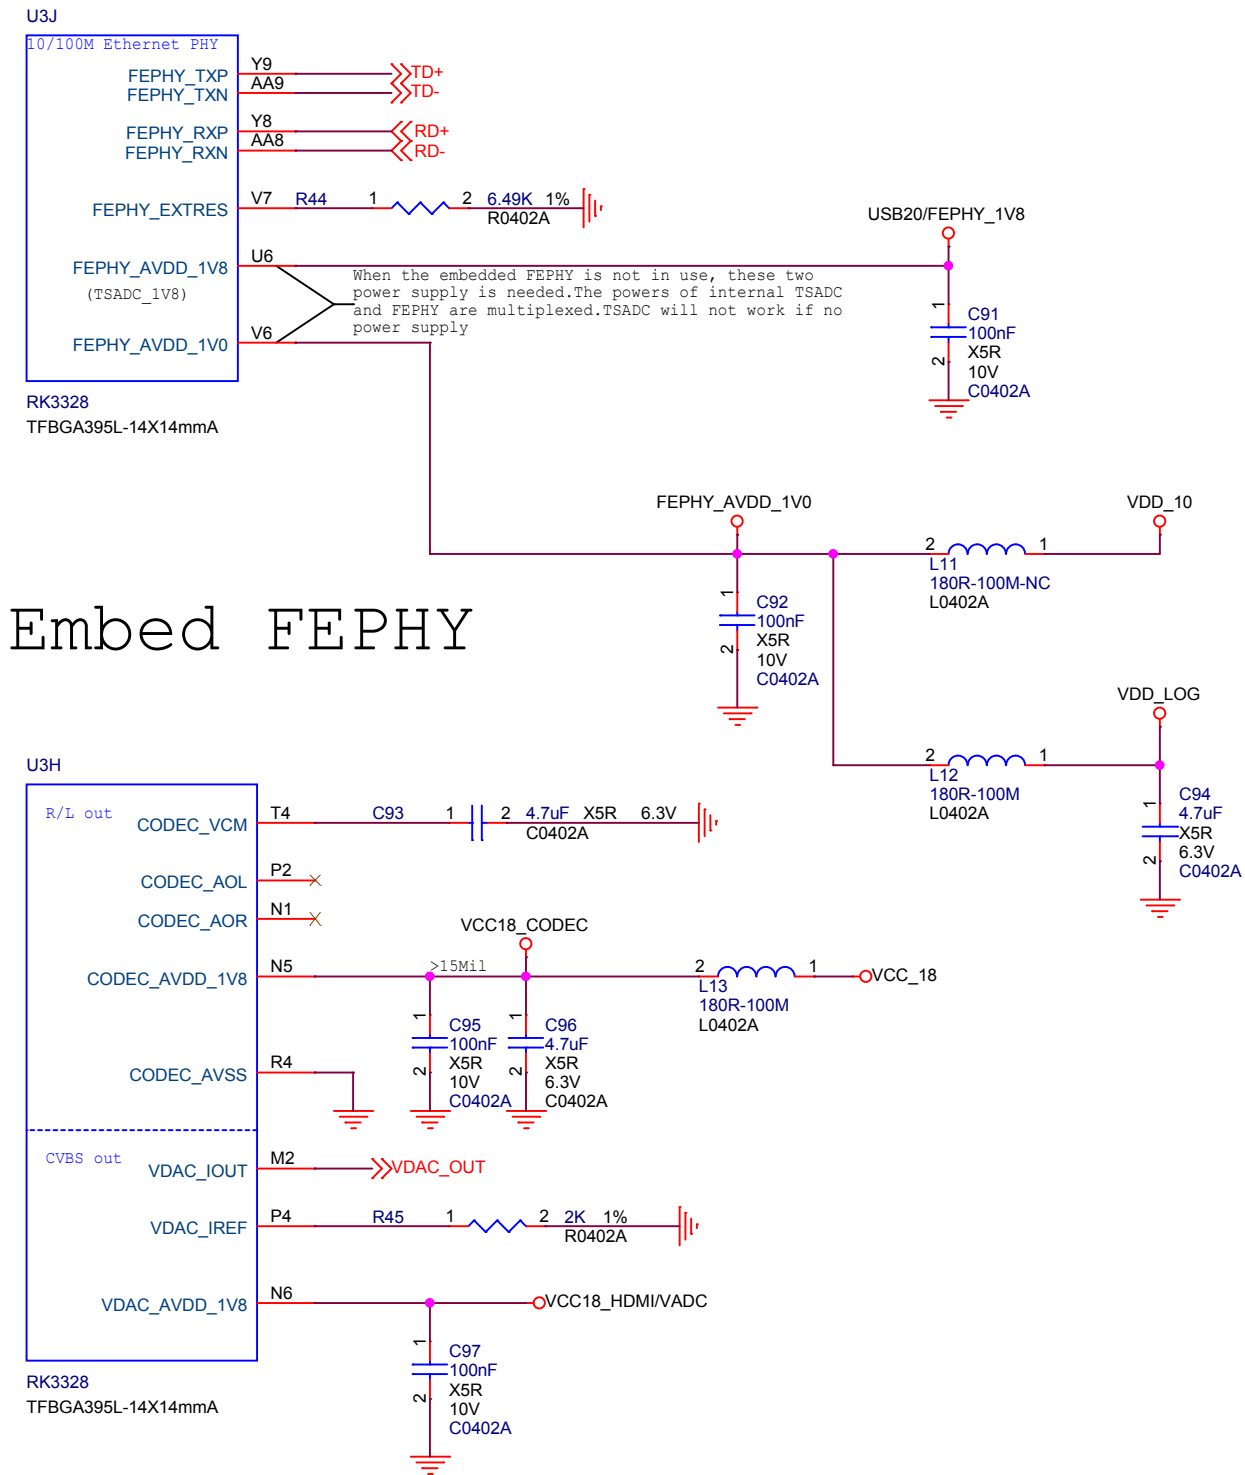 U3J
10/100M Ethernet PHY
FEPHY_TXP
Y9
TD+
FEPHY_TXN
AA9
TD-
FEPHY_RXP
Y8
RD+
FEPHY_RXN
AA8
RD-
FEPHY_EXTRES
V7
R44
1
2
6.49K 1%
R0402A
FEPHY_AVDD_1V8
U6
(TSADC_1V8)
FEPHY_AVDD_1V0
V6
When the embedded FEPHY is not in use, these two
power supply is needed.The powers of internal TSADC
and FEPHY are multiplexed.TSADC will not work if no
power supply
RK3328
TFBGA395L-14X14mmA
USB20/FEPHY_1V8
1
2
C91
100nF
X5R
10V
C0402A
FEPHY_AVDD_1V0
VDD_10
2
1
L11
180R-100M-NC
L0402A
1
2
C92
100nF
X5R
10V
C0402A
Embed FEPHY
VDD_LOG
2
1
L12
180R-100M
L0402A
1
2
C94
4.7uF
X5R
6.3V
C0402A
U3H
R/L out
CODEC_VCM
T4
C93
1
2
4.7uF X5R 6.3V
C0402A
CODEC_AOL
P2
CODEC_AOR
N1
VCC18_CODEC
CODEC_AVDD_1V8
N5
>15Mil
2
1
VCC_18
L13
180R-100M
L0402A
1
2
C95
100nF
X5R
10V
C0402A
1
2
C96
4.7uF
X5R
6.3V
C0402A
CODEC_AVSS
R4
CVBS out
VDAC_IOUT
M2
VDAC_OUT
VDAC_IREF
P4
R45
1
2
2K 1%
R0402A
VDAC_AVDD_1V8
N6
VCC18_HDMI/VADC
1
2
C97
100nF
X5R
10V
C0402A
RK3328
TFBGA395L-14X14mmA